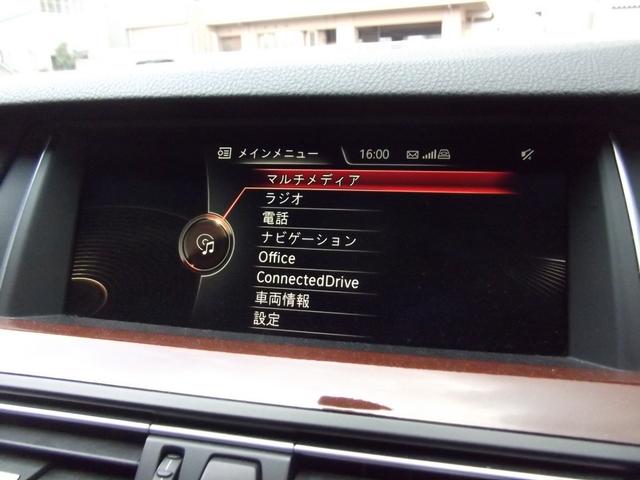 メインメニュー 16:00
マルチメディア
ラジオ
電話
ナビゲーション
Office
ConnectedDrive
車両情報
設定